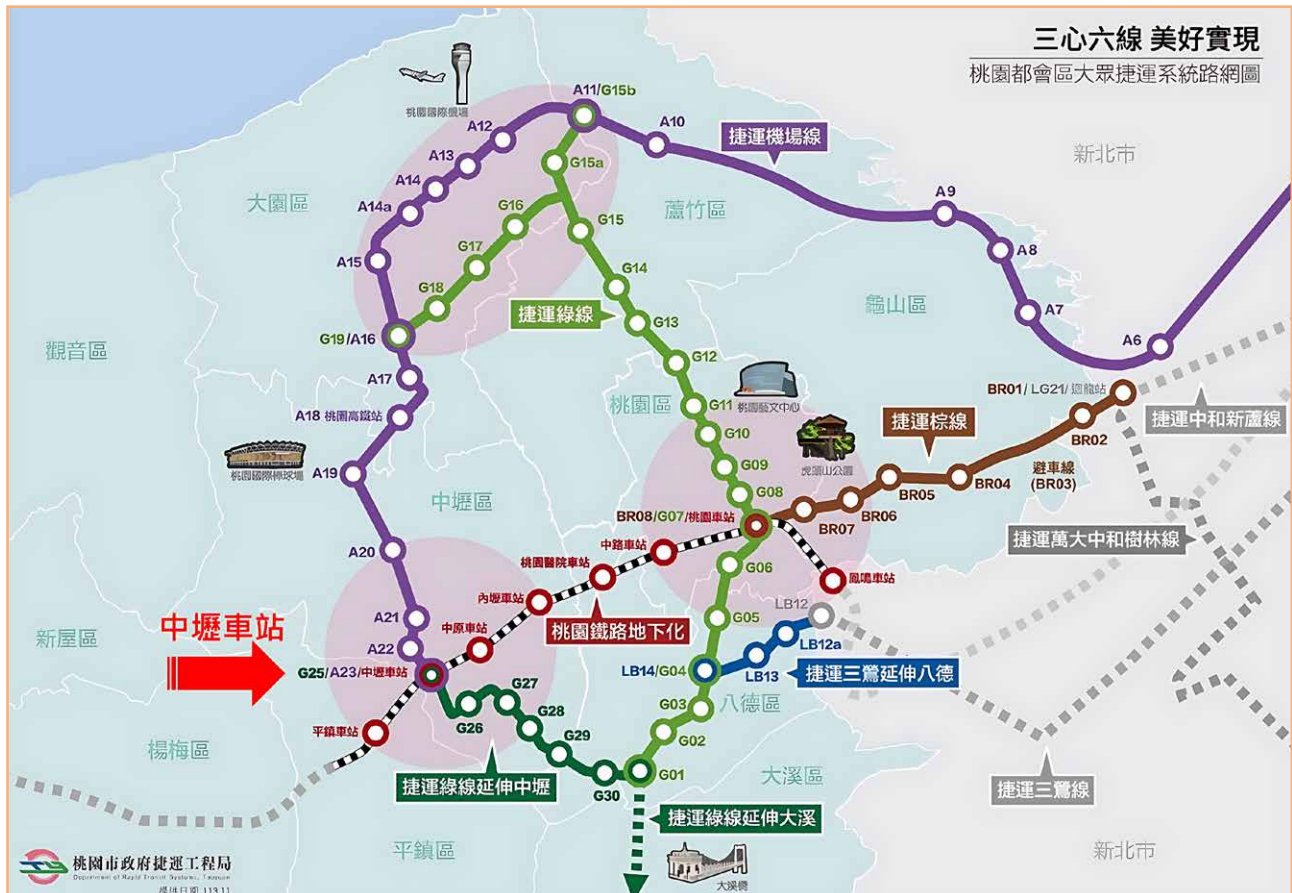 三心六線 美好實現
桃園都會區大眾捷運系統路網圖
桃園國際機場
A11/G15b
A12
A10
捷運機場線
新北市
A13
G15a
A14
大園區
A14a
G16
G15
蘆竹區
A9
A8
A15
G17
G14
G18
捷運綠線
G13
A7
龜山區
G19/A16
G12
A6
觀音區
A17
桃園區
桃園藝文中心
BR01/LG21/迴龍站
A18 桃園高鐵站
G11
G10
虎頭山公園
捷運棕線
BR02
捷運中和新蘆線
桃園國際棒球場
A19
G09
避車線
(BR03)
中壢區
G08
BR05
BR04
BR08/G07/桃園車站
BR07
BR06
捷運萬大中和樹林線
A20
中路車站
桃園醫院車站
G06
鳳鳴車站
內壢車站
LB12
A21
中原車站
桃園鐵路地下化
G05
新屋區
中壢車站
A22
LB12a
G25/A23/中壢車站
LB14/G04
LB13
捷運三鶯延伸八德
G27
G26
G28
G03
八德區
平鎮車站
G29
G02
楊梅區
捷運綠線延伸中壢
G30
G01
大溪區
捷運三鶯線
捷運綠線延伸大溪
平鎮區
新北市
桃園市政府捷運工程局
Department of Rapid Transit Systems, Taoyuan
大溪橋